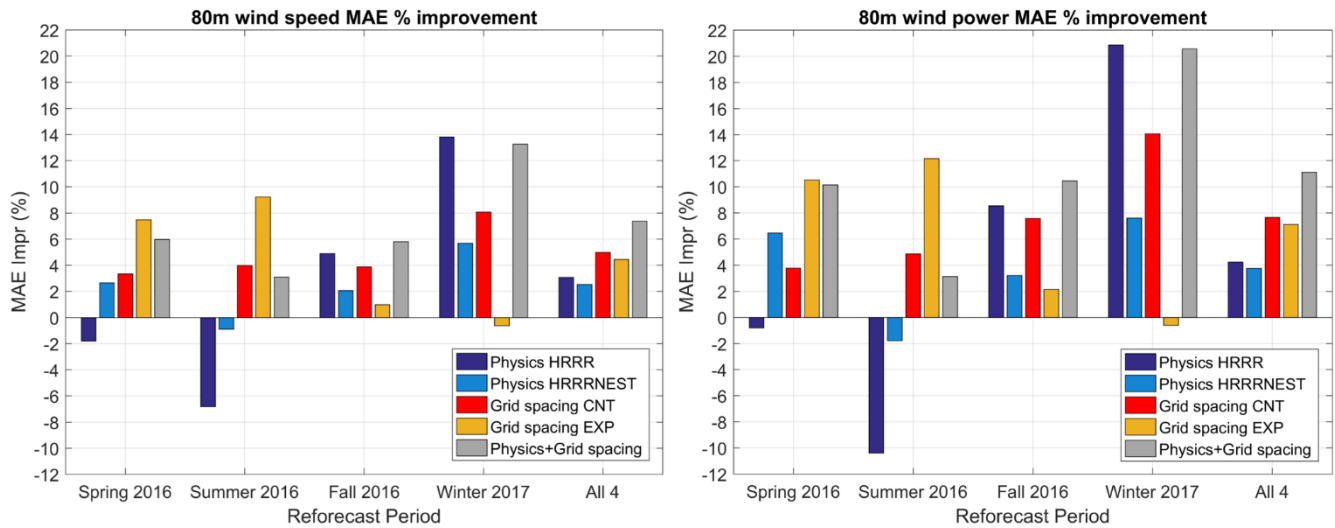 80m wind speed MAE % improvement
MAE Impr (%)
22
20
18
16
14
12
10
8
6
4
2
0
-2
-4
-6
-8
-10
-12
Physics HRRR
Physics HRRRNEST
Grid spacing CNT
Grid spacing EXP
Physics+Grid spacing
Spring 2016 Summer 2016 Fall 2016 Winter 2017 All 4
Reforecast Period
80m wind power MAE % improvement
MAE Impr (%)
22
20
18
16
14
12
10
8
6
4
2
0
-2
-4
-6
-8
-10
-12
Physics HRRR
Physics HRRRNEST
Grid spacing CNT
Grid spacing EXP
Physics+Grid spacing
Spring 2016 Summer 2016 Fall 2016 Winter 2017 All 4
Reforecast Period